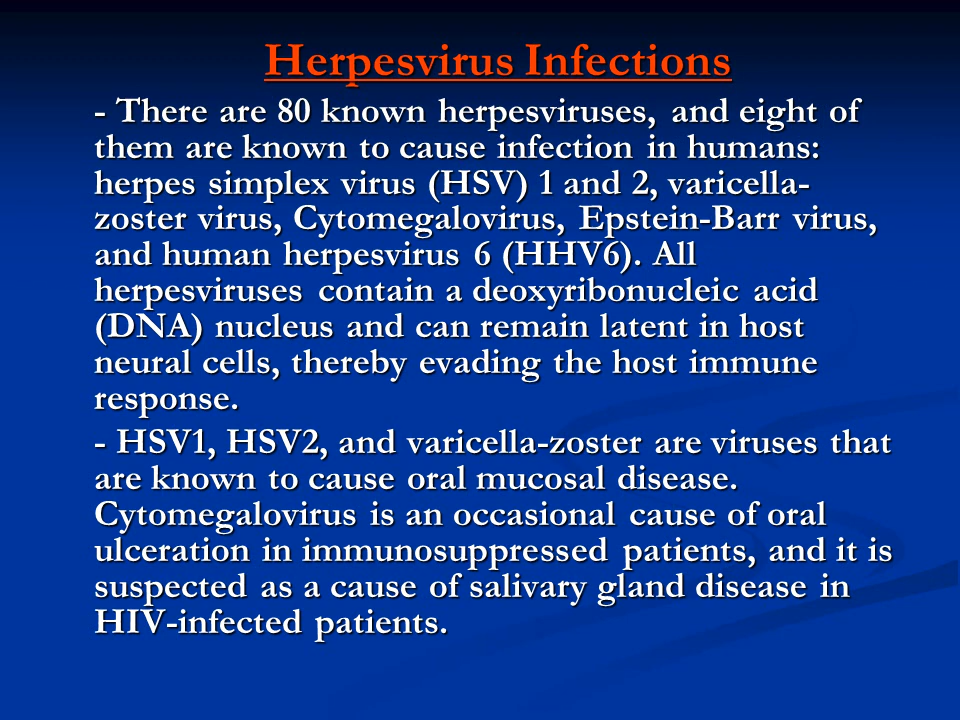 Herpesvirus Infections
- There are 80 known herpesviruses, and eight of
them are known to cause infection in humans:
herpes simplex virus (HSV) 1 and 2, varicella-
zoster virus, Cytomegalovirus, Epstein-Barr virus,
and human herpesvirus 6 (HHV6). All
herpesviruses contain a deoxyribonucleic acid
(DNA) nucleus and can remain latent in host
neural cells, thereby evading the host immune
response.
- HSV1, HSV2, and varicella-zoster are viruses that
are known to cause oral mucosal disease.
Cytomegalovirus is an occasional cause of oral
ulceration in immunosuppressed patients, and it is
suspected as a cause of salivary gland disease in
HIV-infected patients.